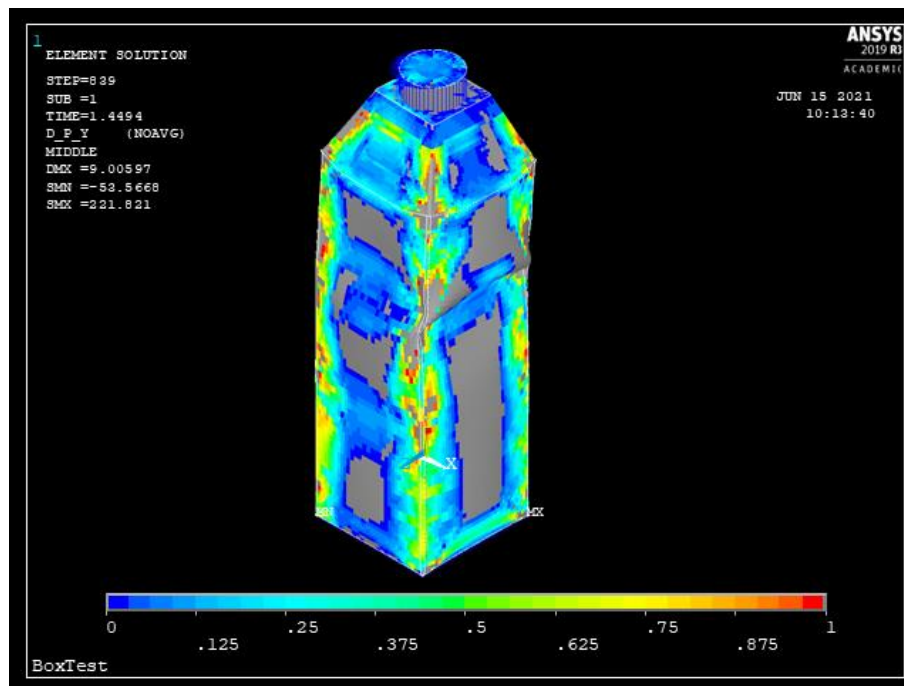 1
ELEMENT SOLUTION
STEP=839
SUB =1
TIME=1.4494
D_P_Y (NOAVG)
MIDDLE
DMX =9.00597
SMN =-53.5668
SMX =221.821
ANSYS
2019 R3
ACADEMIC
JUN 15 2021
10:13:40
X
MN
MX
0 .25 .5 .75 1
.125 .375 .625 .875
BoxTest